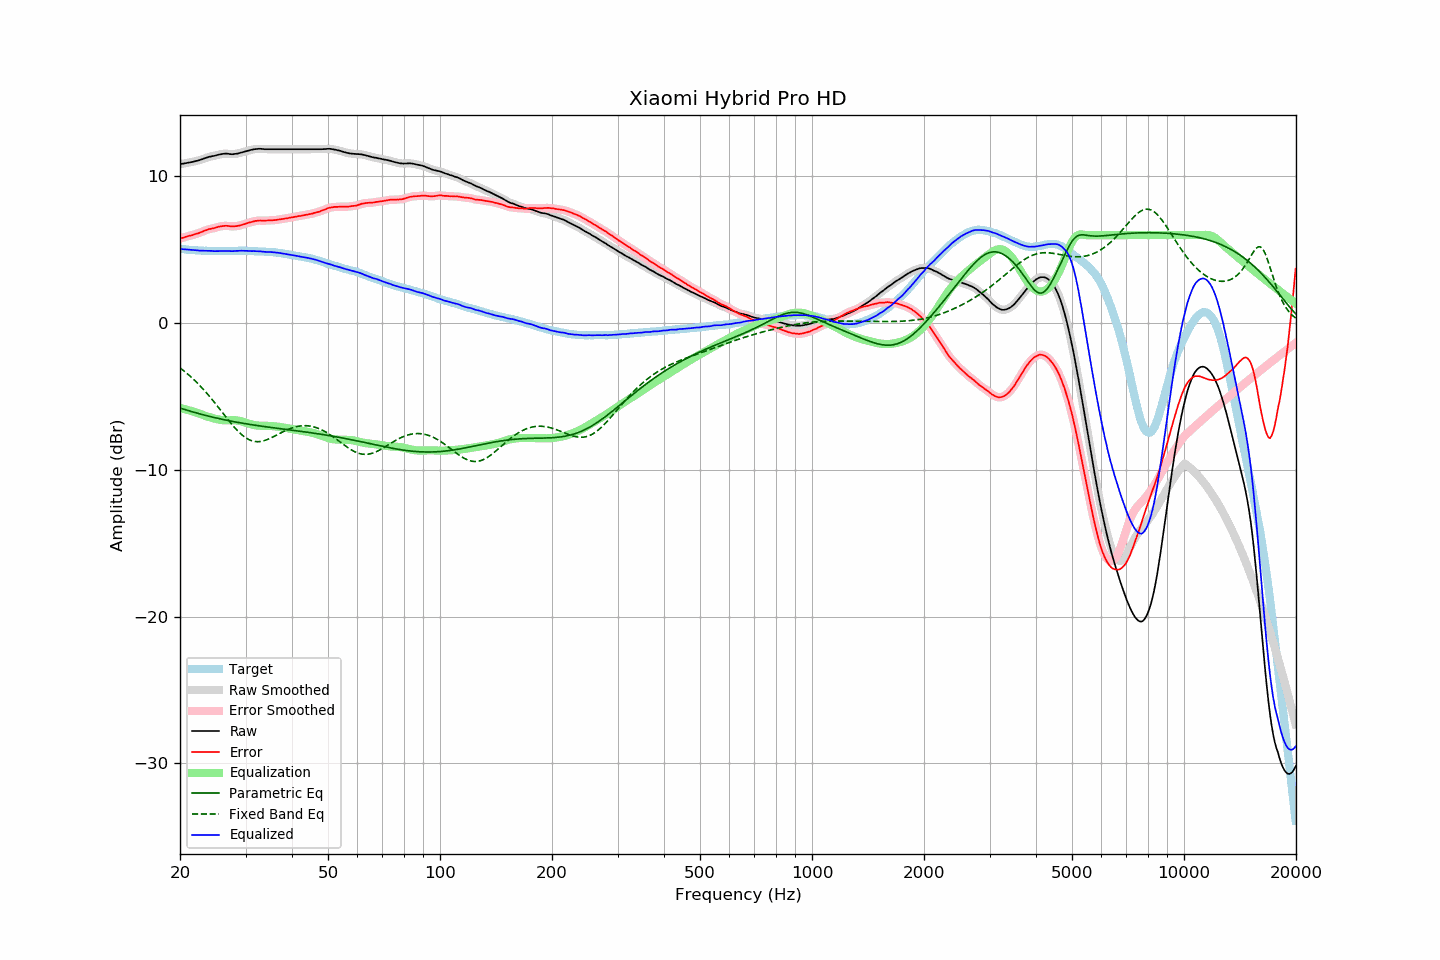 Xiaomi Hybrid Pro HD
10
0
−10
−20
−30
Amplitude (dBr)
Target
Raw Smoothed
Error Smoothed
Raw
Error
Equalization
Parametric Eq
Fixed Band Eq
Equalized
20 50 100 200 500 1000 2000 5000 10000 20000
Frequency (Hz)